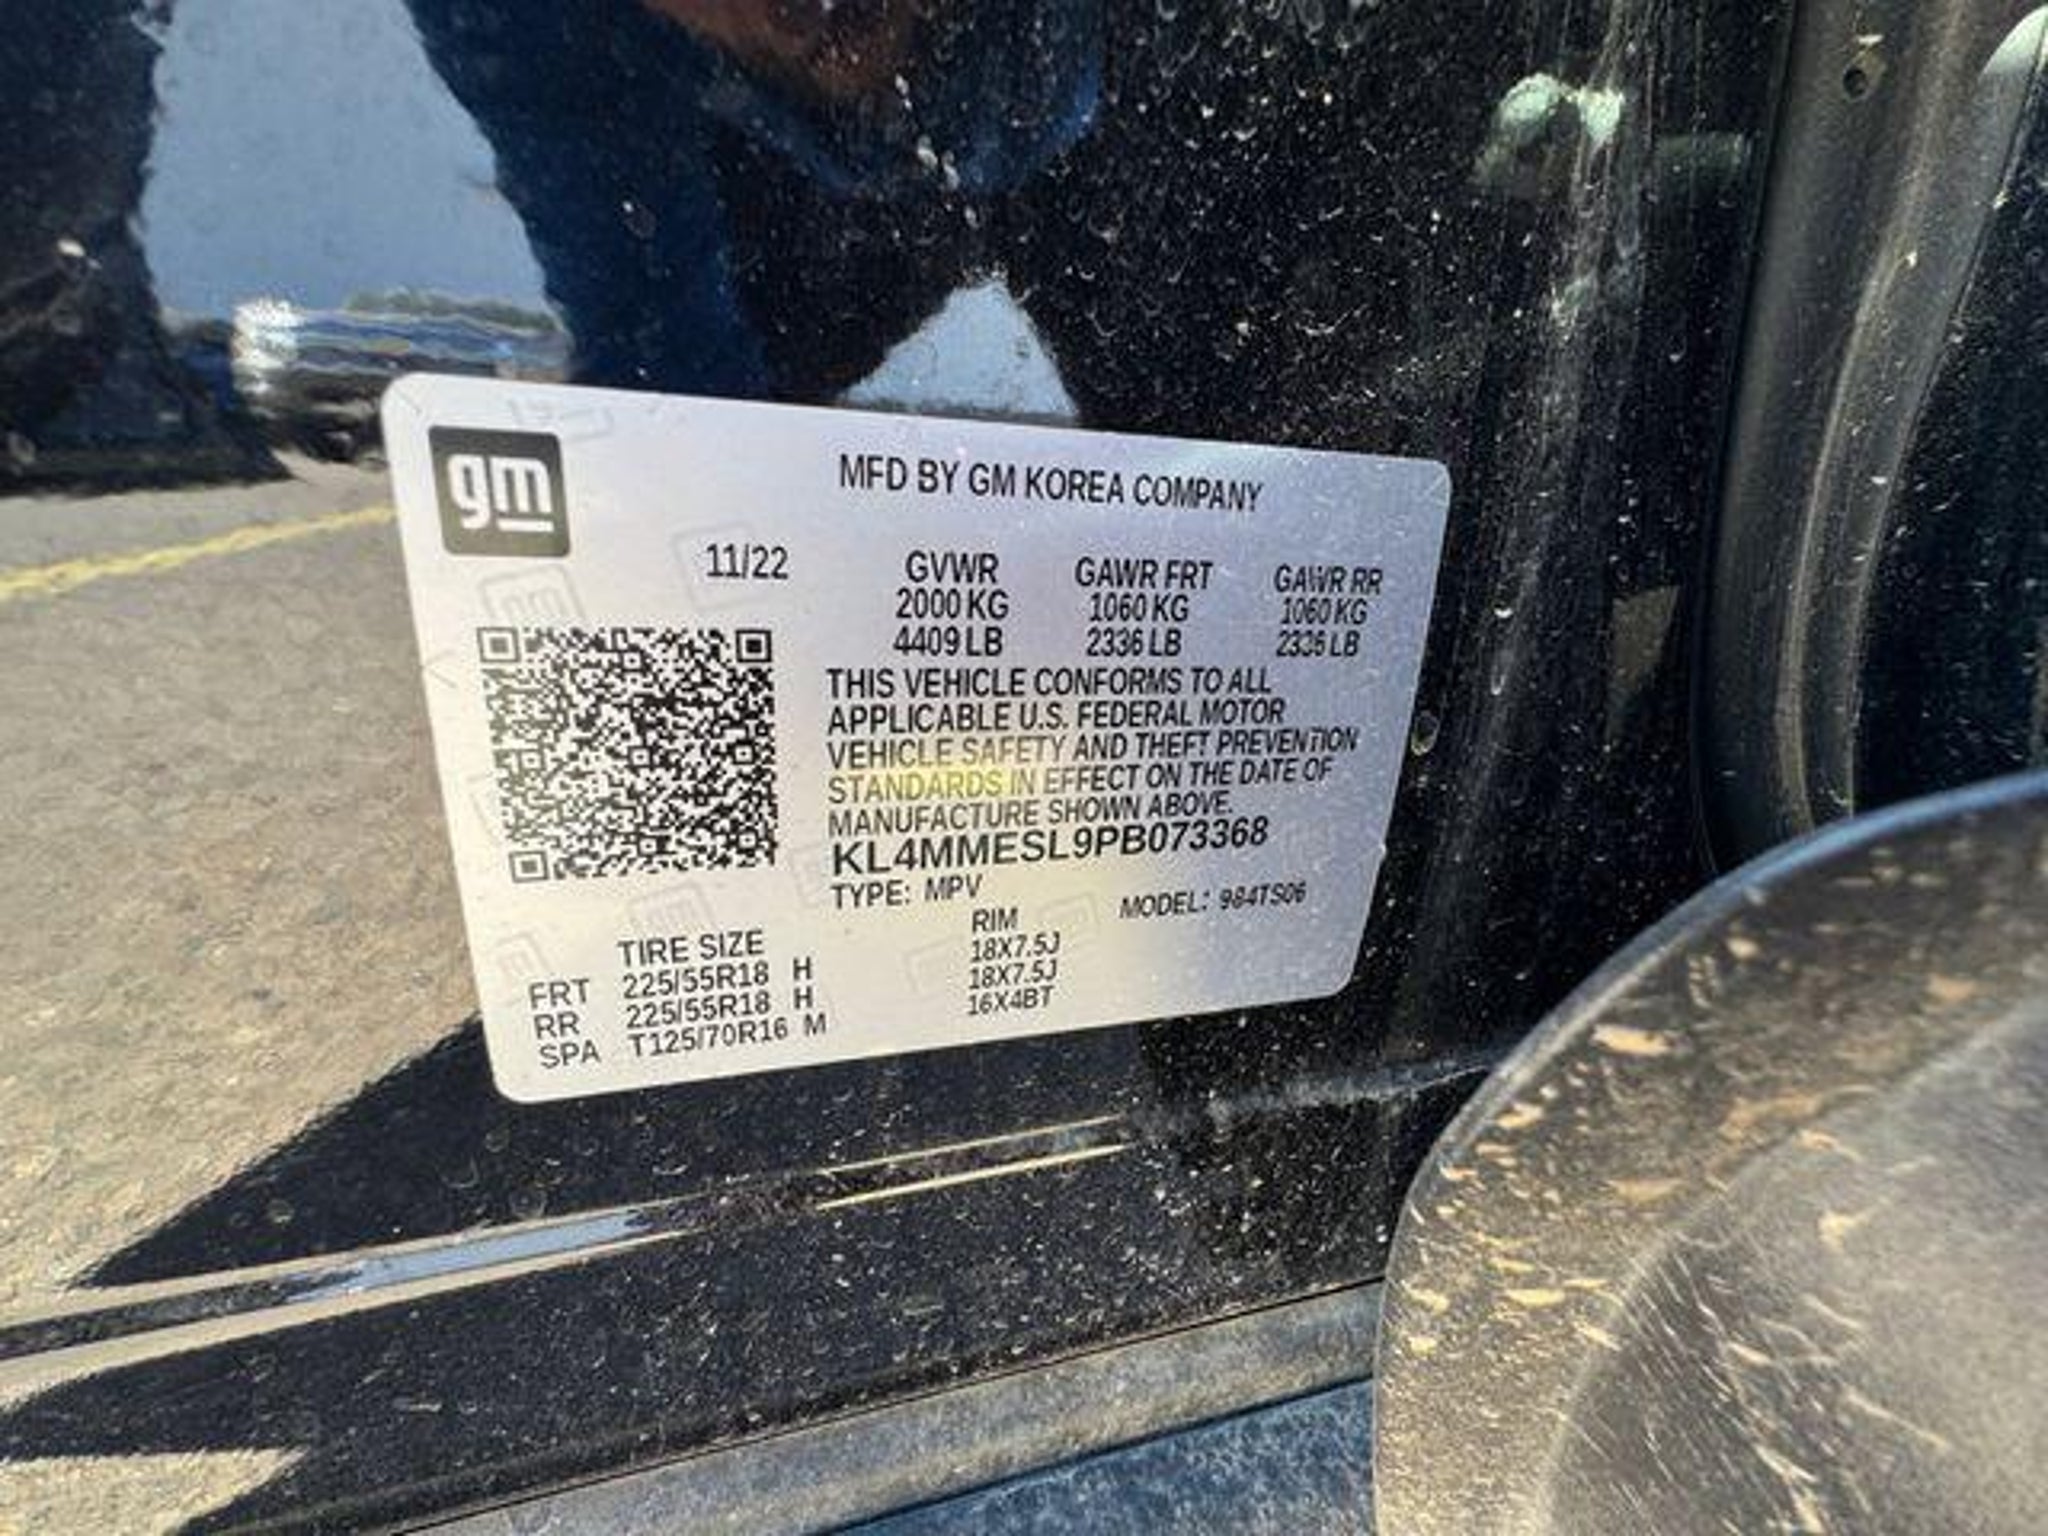 gm
MFD BY GM KOREA COMPANY
11/22 GVWR GAWR FRT GAWR RR
2000 KG 1060 KG 1060 KG
4409 LB 2336 LB 2336 LB
THIS VEHICLE CONFORMS TO ALL
APPLICABLE U.S. FEDERAL MOTOR
VEHICLE SAFETY AND THEFT PREVENTION
STANDARDS IN EFFECT ON THE DATE OF
MANUFACTURE SHOWN ABOVE.
KL4MMESL9PB073368
TYPE: MPV MODEL: 984TS06
TIRE SIZE RIM
FRT 225/55R18 H 18X7.5J
RR 225/55R18 H 18X7.5J
SPA T125/70R16 M 16X4BT